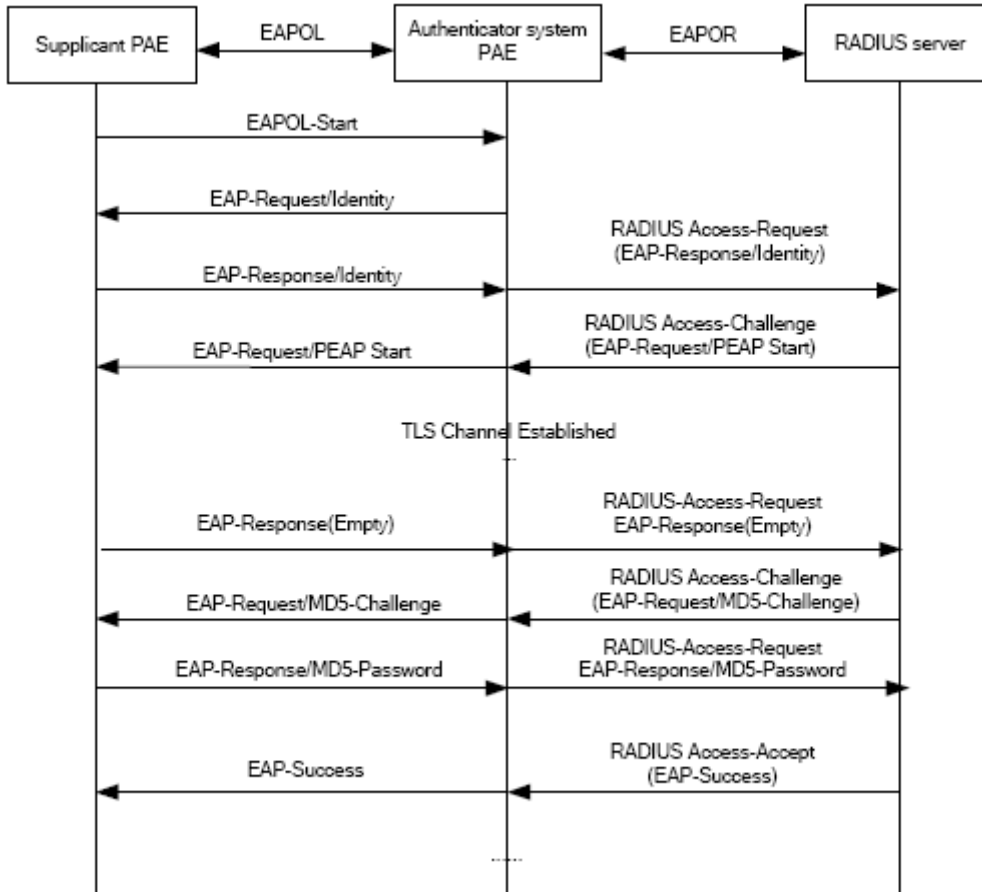 Supplicant PAE
EAPOL
Authenticator system
PAE
EAPOR
RADIUS server
EAPOL-Start
EAP-Request/Identity
RADIUS Access-Request
(EAP-Response/Identity)
EAP-Response/Identity
RADIUS Access-Challenge
(EAP-Request/PEAP Start)
EAP-Request/PEAP Start
TLS Channel Established
RADIUS-Access-Request
EAP-Response(Empty)
EAP-Response(Empty)
RADIUS Access-Challenge
(EAP-Request/MD5-Challenge)
EAP-Request/MD5-Challenge
RADIUS-Access-Request
EAP-Response/MD5-Password
EAP-Response/MD5-Password
RADIUS Access-Accept
(EAP-Success)
EAP-Success